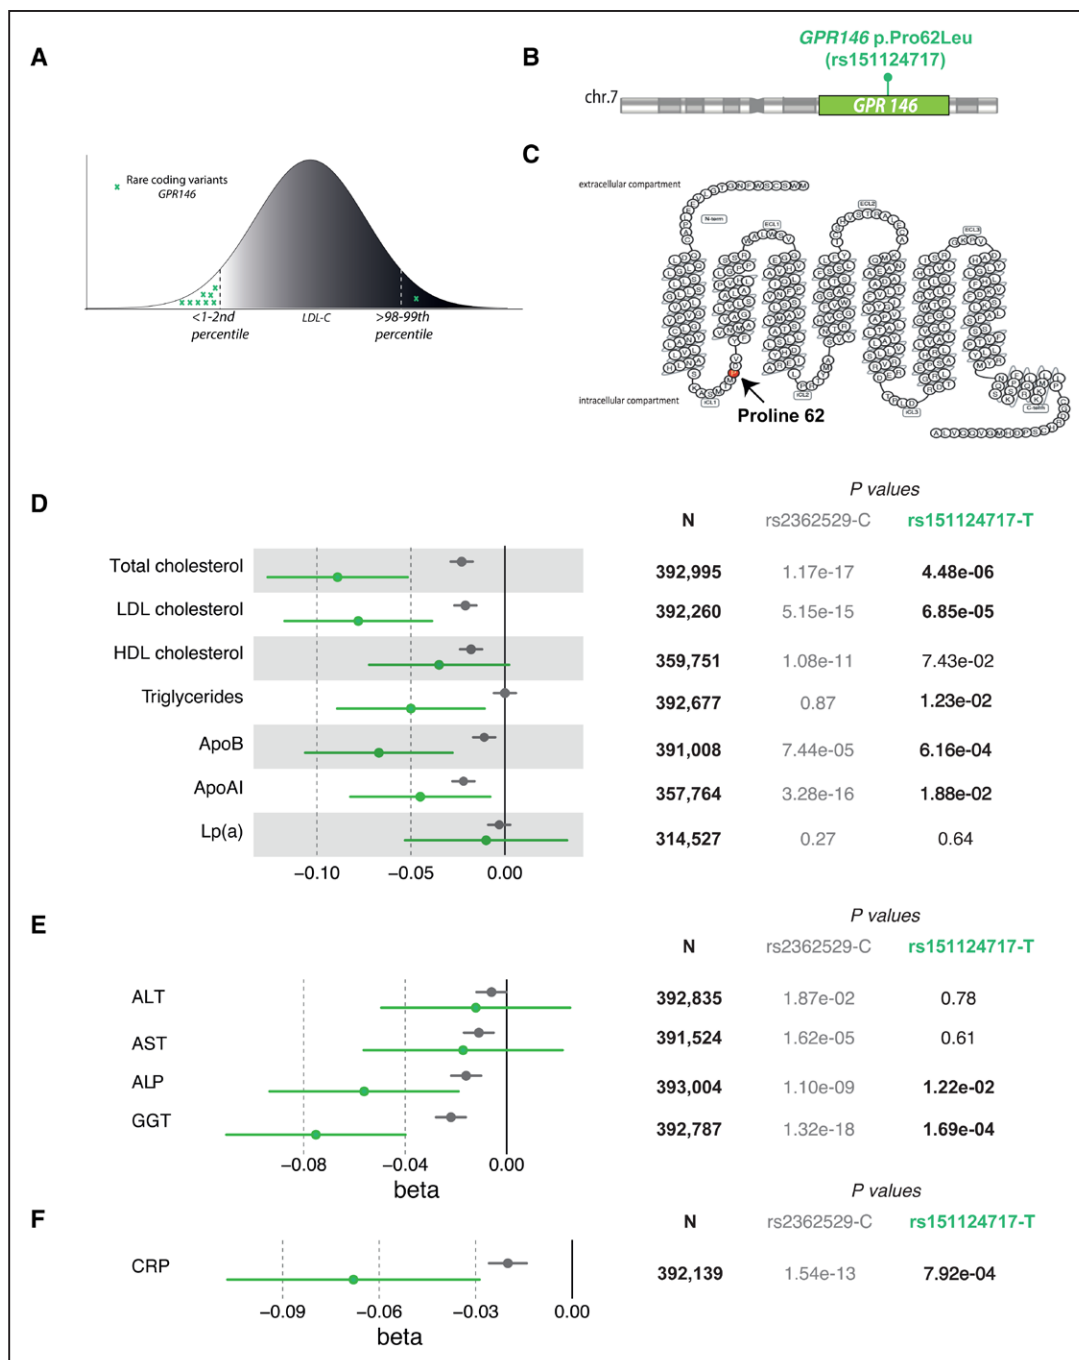 A
Rare coding variants
GPR146
<1-2nd
percentile
LDL-C
>98-99th
percentile
B
GPR146 p.Pro62Leu
(rs151124717)
chr.7
GPR 146
C
extracellular compartment
N-term
ECL1
ECL2
ECL3
intracellular compartment
ICL1
ICL2
ICL3
C-term
Proline 62
D
P values
N rs2362529-C rs151124717-T
Total cholesterol 392,995 1.17e-17 4.48e-06
LDL cholesterol 392,260 5.15e-15 6.85e-05
HDL cholesterol 359,751 1.08e-11 7.43e-02
Triglycerides 392,677 0.87 1.23e-02
ApoB 391,008 7.44e-05 6.16e-04
ApoAI 357,764 3.28e-16 1.88e-02
Lp(a) 314,527 0.27 0.64
−0.10 −0.05 0.00
E
P values
N rs2362529-C rs151124717-T
ALT 392,835 1.87e-02 0.78
AST 391,524 1.62e-05 0.61
ALP 393,004 1.10e-09 1.22e-02
GGT 392,787 1.32e-18 1.69e-04
−0.08 −0.04 0.00
beta
F
P values
N rs2362529-C rs151124717-T
CRP 392,139 1.54e-13 7.92e-04
−0.09 −0.06 −0.03 0.00
beta